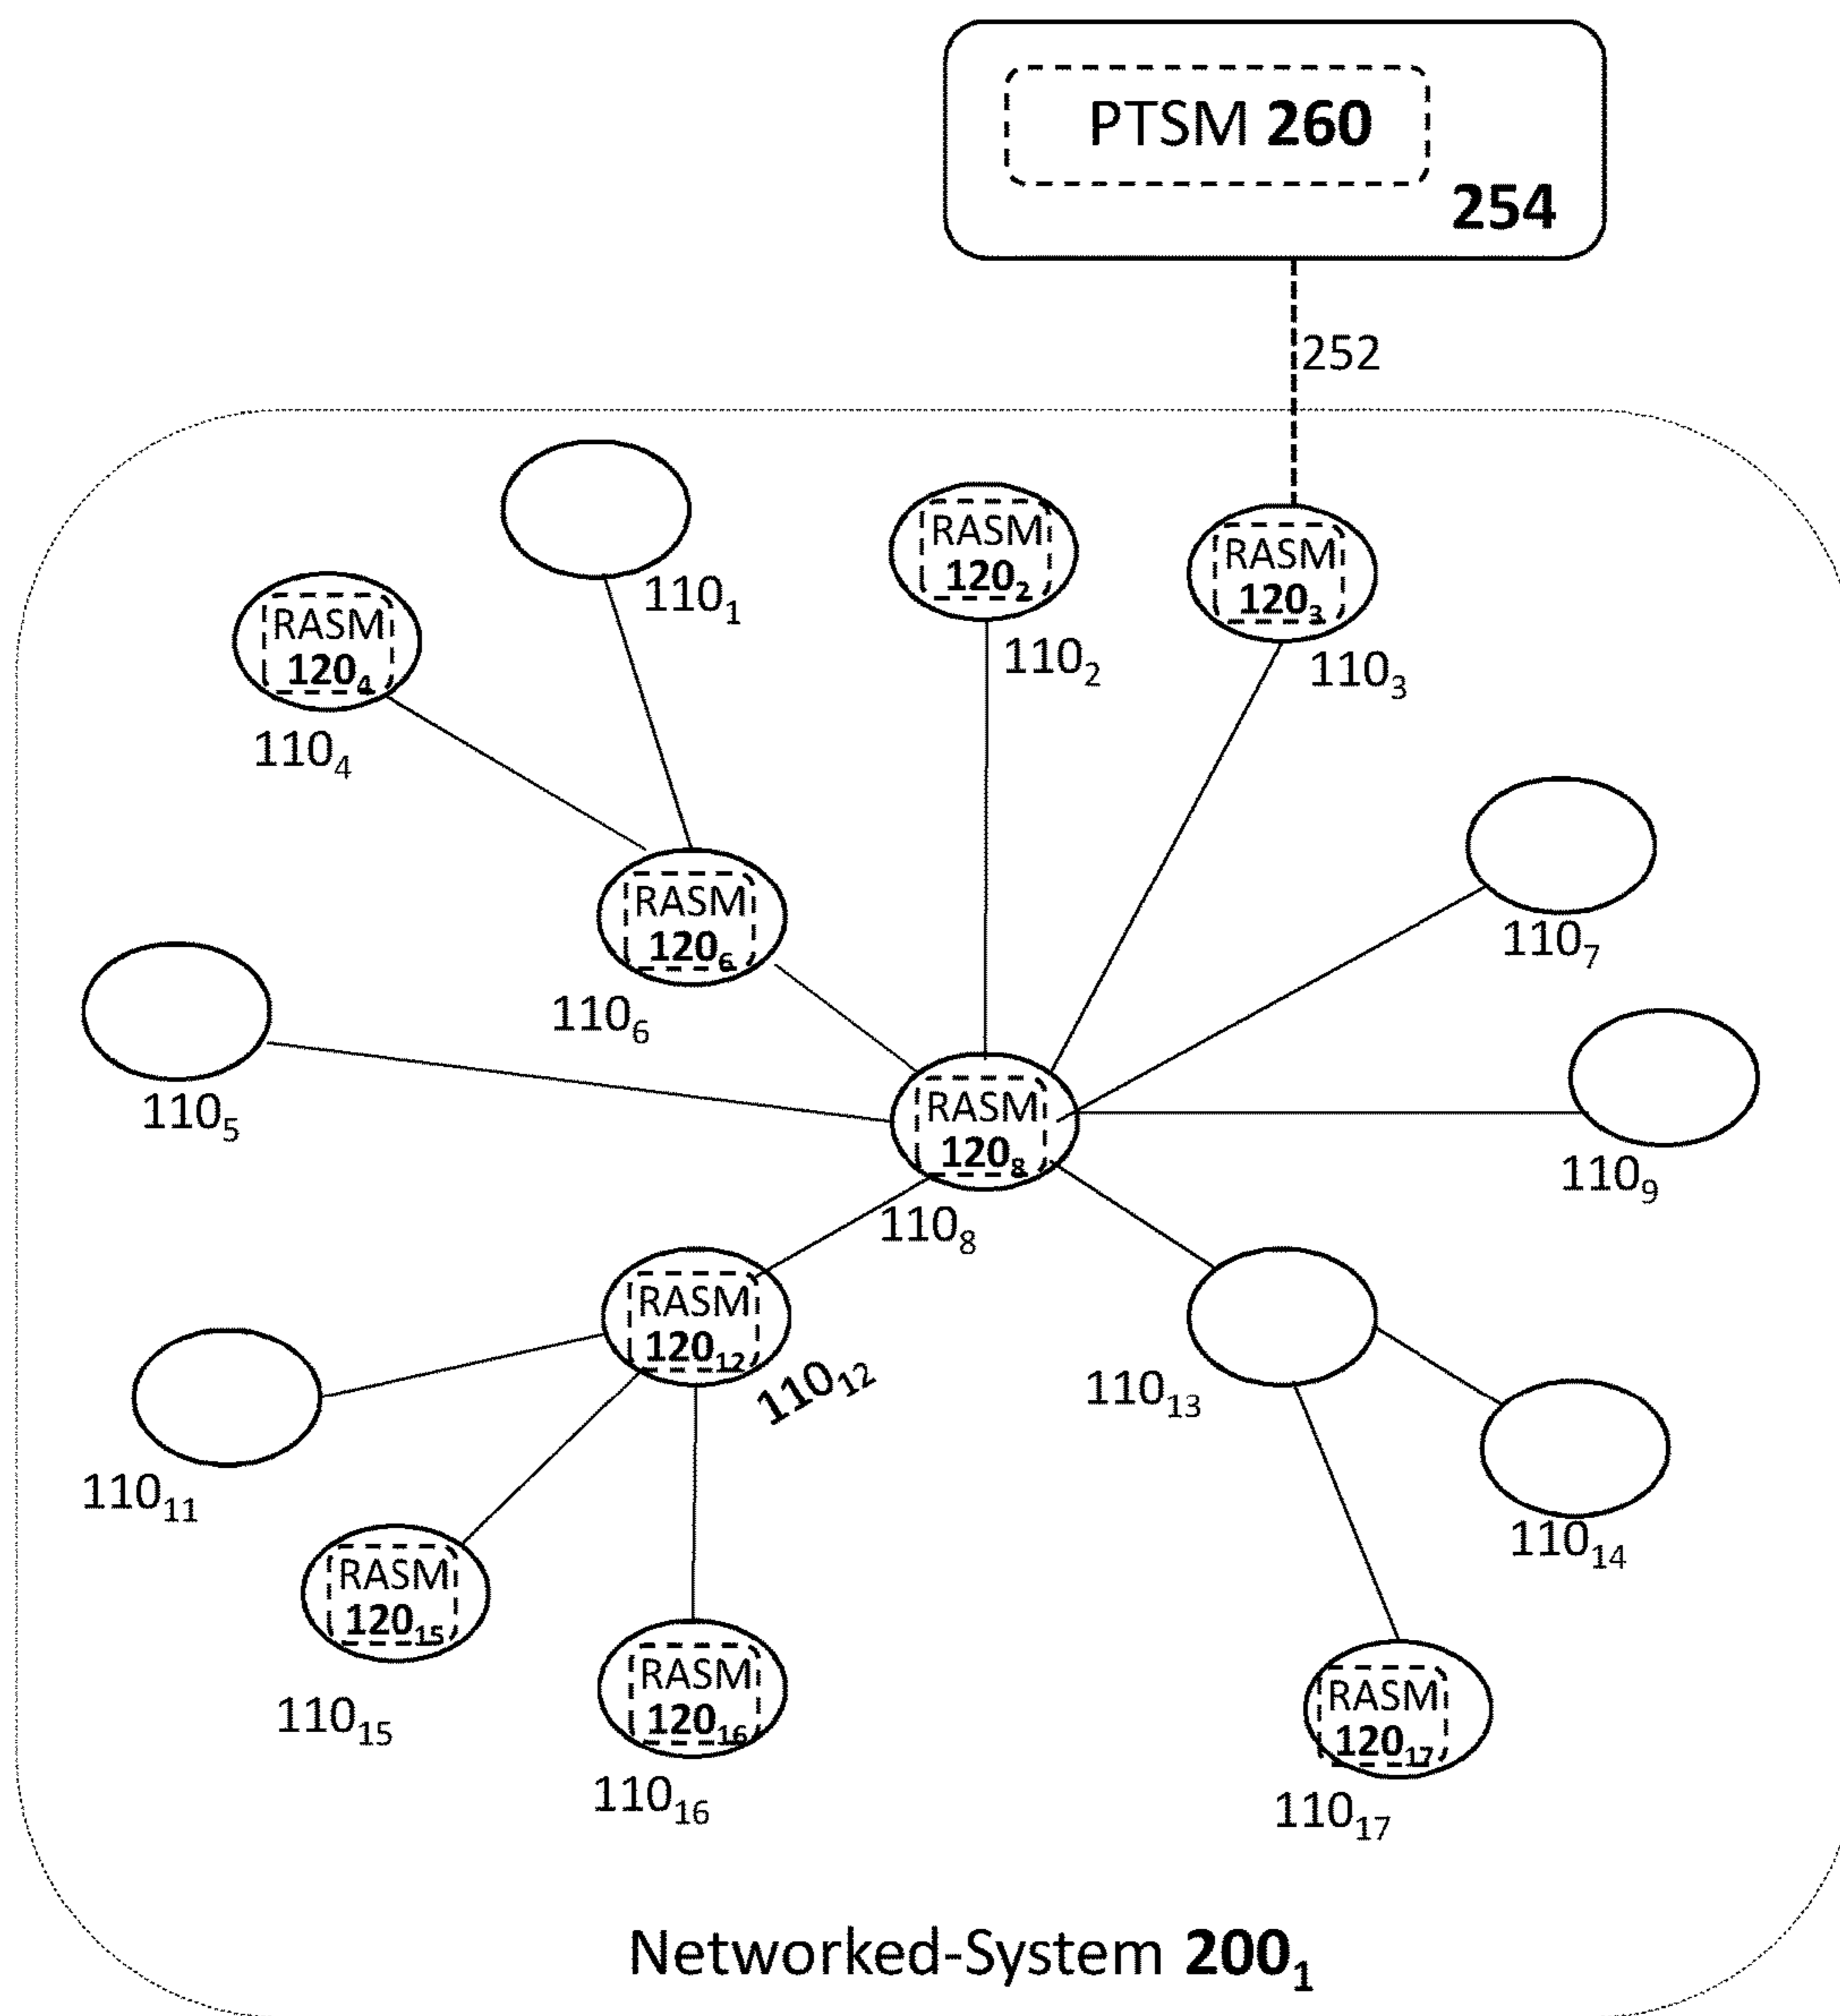 PTSM 260
254
252
110₁
RASM
120₂
110₂
RASM
120₃
110₃
RASM
120₄
110₄
RASM
120₆
110₆
110₇
110₅
RASM
120₈
110₈
110₉
RASM
120₁₂
110₁₂
110₁₃
110₁₁
110₁₄
RASM
120₁₅
110₁₅
RASM
120₁₆
110₁₆
RASM
120₁₇
110₁₇
Networked-System 200₁